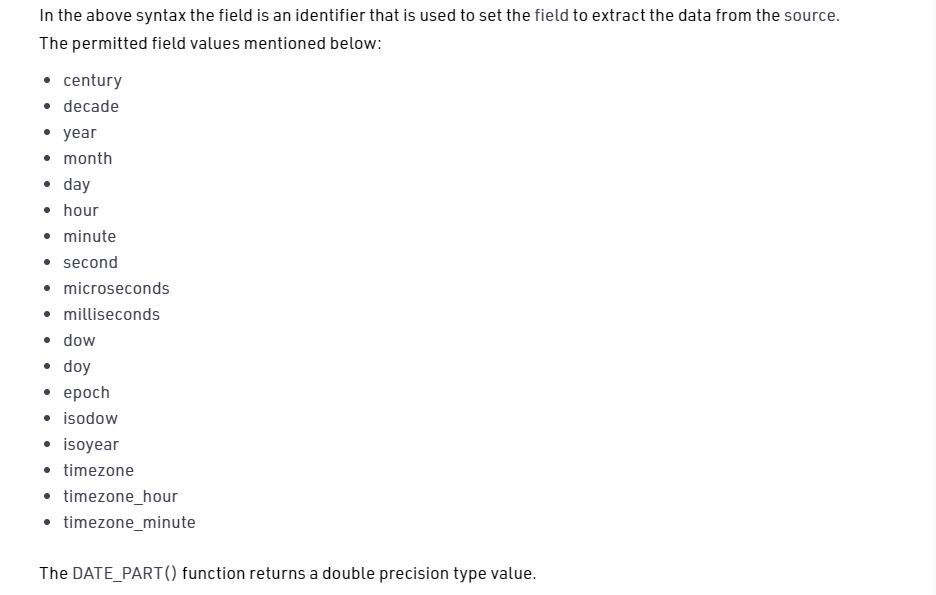 In the above syntax the field is an identifier that is used to set the field to extract the data from the source.
The permitted field values mentioned below:
• century
• decade
• year
• month
• day
• hour
• minute
• second
• microseconds
• milliseconds
• dow
• doy
• epoch
• isodow
• isoyear
• timezone
• timezone_hour
• timezone_minute
The DATE_PART() function returns a double precision type value.